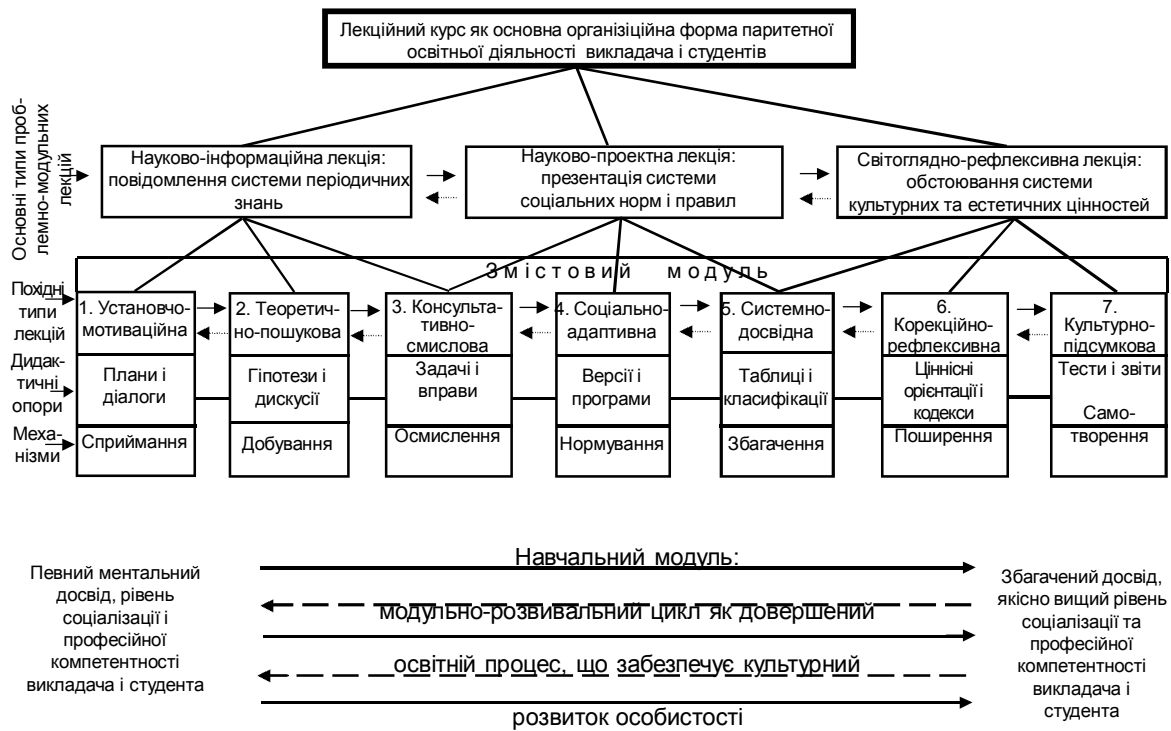 Лекційний курс як основна організіційна форма паритетної
освітньої діяльності викладача і студентів
Основні типи проб-
лемно-модульних
лекцій
Науково-інформаційна лекція:
повідомлення системи періодичних
знань
Науково-проектна лекція:
презентація системи
соціальних норм і правил
Світоглядно-рефлексивна лекція:
обстоювання системи
культурних та естетичних цінностей
Змістовий модуль
Похідні
типи
лекцій
1. Установчо-
мотиваційна
2. Теоретич-
но-пошукова
3. Консульта-
тивно-
смислова
4. Соціально-
адаптивна
5. Системно-
досвідна
6.
Корекційно-
рефлексивна
7.
Культурно-
підсумкова
Дидак-
тичні
опори
Плани і
діалоги
Гіпотези і
дискусії
Задачі і
вправи
Версії і
програми
Таблиці і
класифікації
Ціннісні
орієнтації і
кодекси
Тести і звіти
Меха-
нізми
Сприймання
Добування
Осмислення
Нормування
Збагачення
Поширення
Само-
творення
Певний ментальний
досвід, рівень
соціалізації і
професійної
компетентності
викладача і студента
Навчальний модуль:
модульно-розвивальний цикл як довершений
освітній процес, що забезпечує культурний
розвиток особистості
Збагачений досвід,
якісно вищий рівень
соціалізації та
професійної
компетентності
викладача і
студента